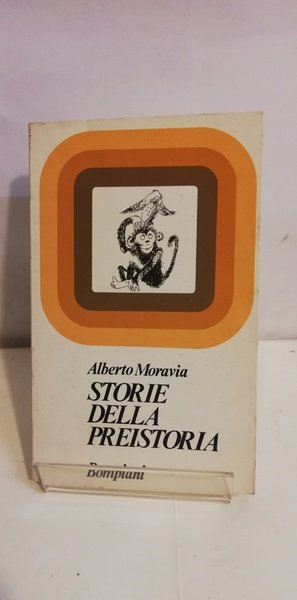 Alberto Moravia
STORIE
DELLA
PREISTORIA
Bompiani